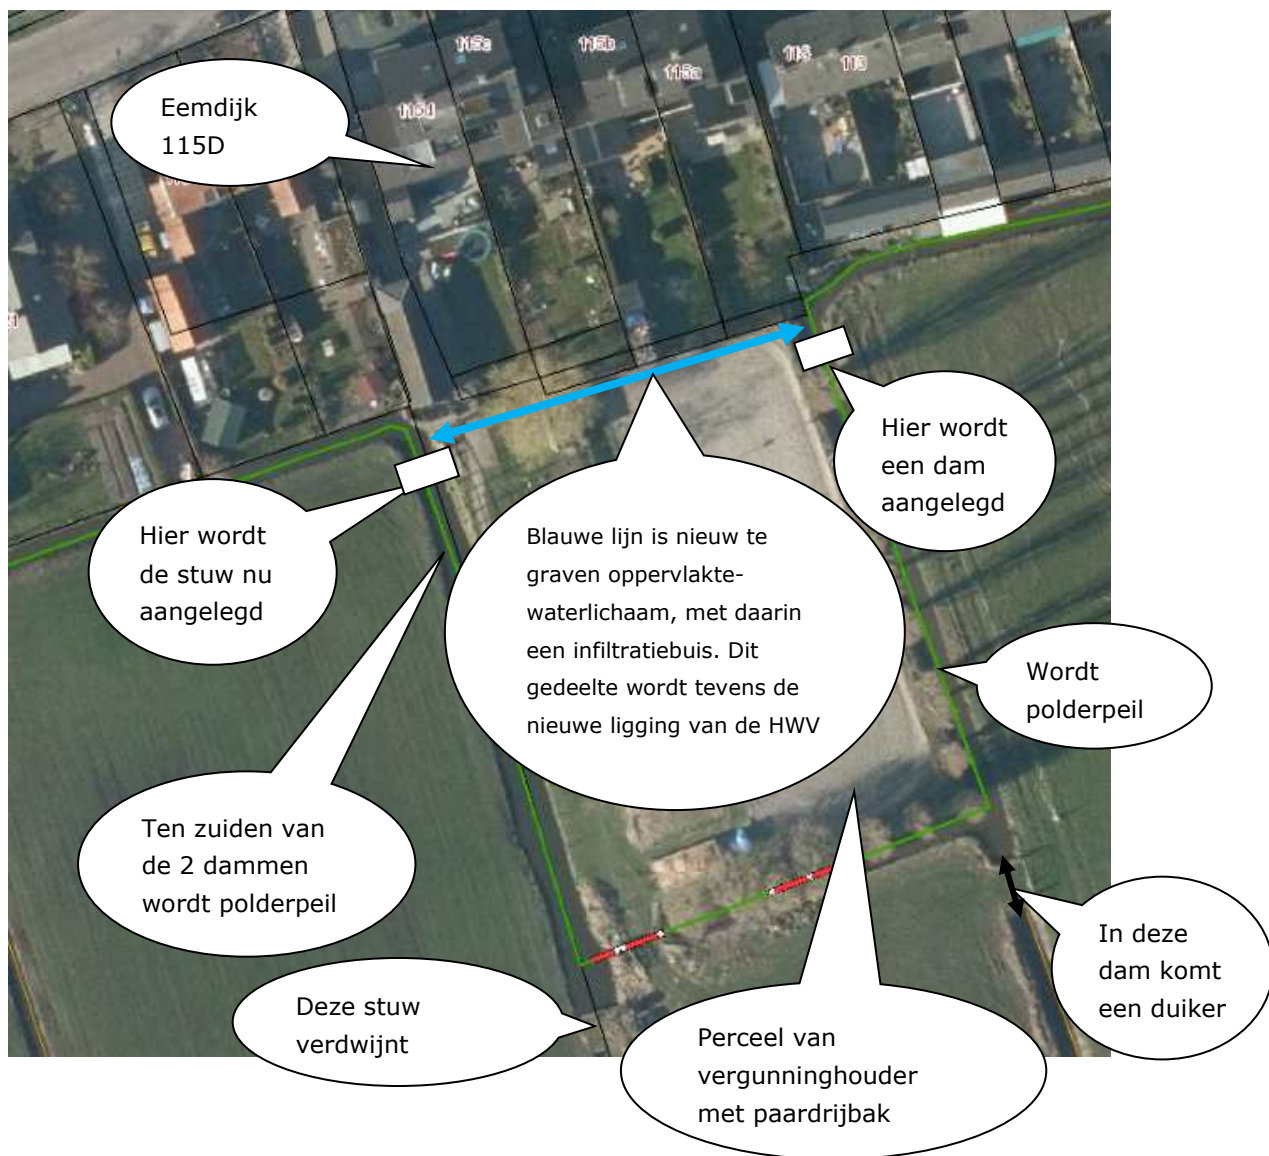 115c
115b
115a
116
113
115d
Eemdijk
115D
Hier wordt
een dam
aangelegd
Hier wordt
de stuw nu
aangelegd
Blauwe lijn is nieuw te
graven oppervlakte-
waterlichaam, met daarin
een infiltratiebuis. Dit
gedeelte wordt tevens de
nieuwe ligging van de HWV
Wordt
polderpeil
Ten zuiden van
de 2 dammen
wordt polderpeil
In deze
dam komt
een duiker
Deze stuw
verdwijnt
Perceel van
vergunninghouder
met paardrijbak